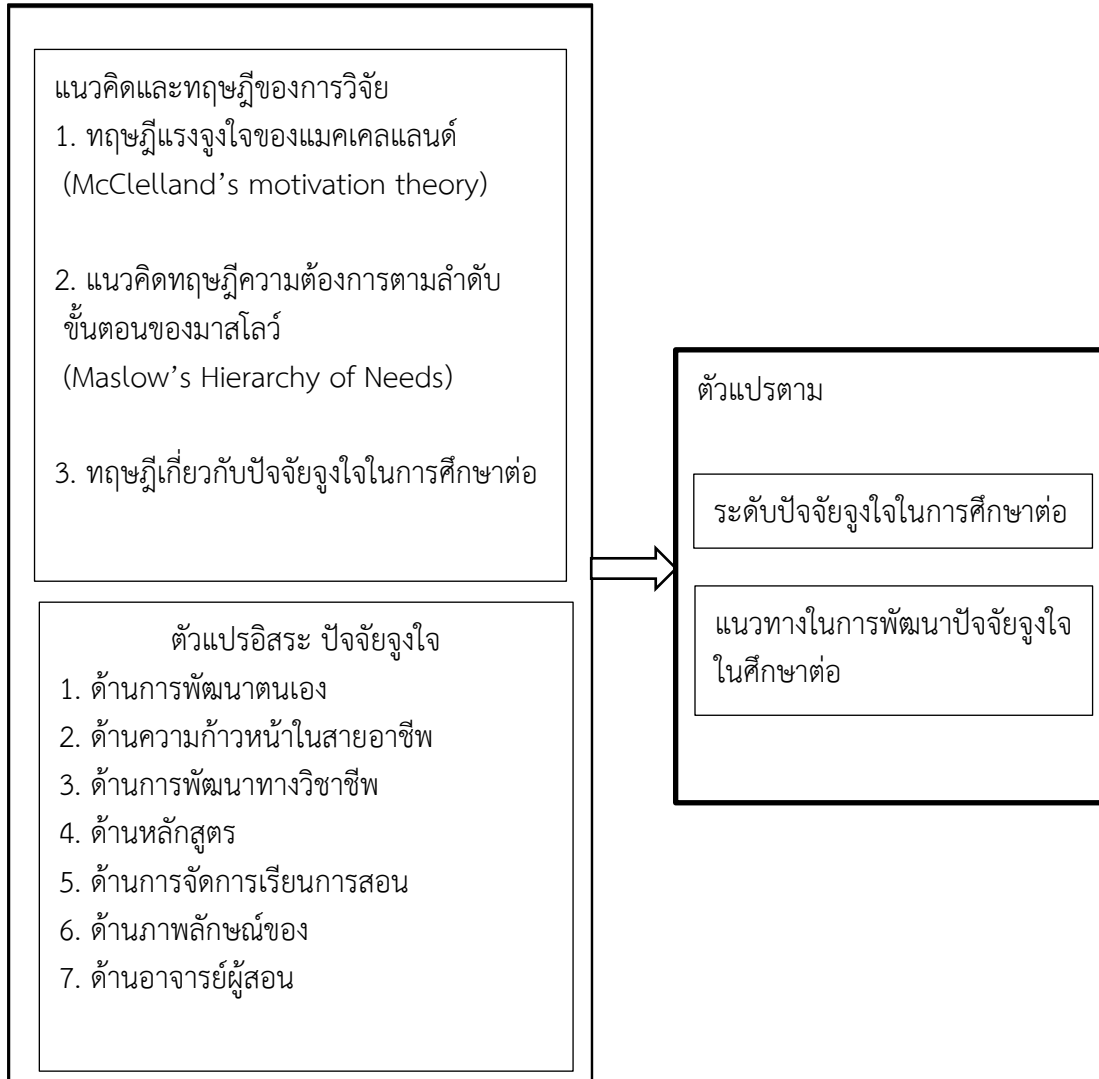 แนวคิดและทฤษฎีของการวิจัย
1. ทฤษฎีแรงจูงใจของแมคเคลแลนด์
(McClelland’s motivation theory)
2. แนวคิดทฤษฎีความต้องการตามลำดับ
ขั้นตอนของมาสโลว์
(Maslow’s Hierarchy of Needs)
3. ทฤษฎีเกี่ยวกับปัจจัยจูงใจในการศึกษาต่อ
ตัวแปรอิสระ ปัจจัยจูงใจ
1. ด้านการพัฒนาตนเอง
2. ด้านความก้าวหน้าในสายอาชีพ
3. ด้านการพัฒนาทางวิชาชีพ
4. ด้านหลักสูตร
5. ด้านการจัดการเรียนการสอน
6. ด้านภาพลักษณ์ของ
7. ด้านอาจารย์ผู้สอน
ตัวแปรตาม
ระดับปัจจัยจูงใจในการศึกษาต่อ
แนวทางในการพัฒนาปัจจัยจูงใจ
ในศึกษาต่อ